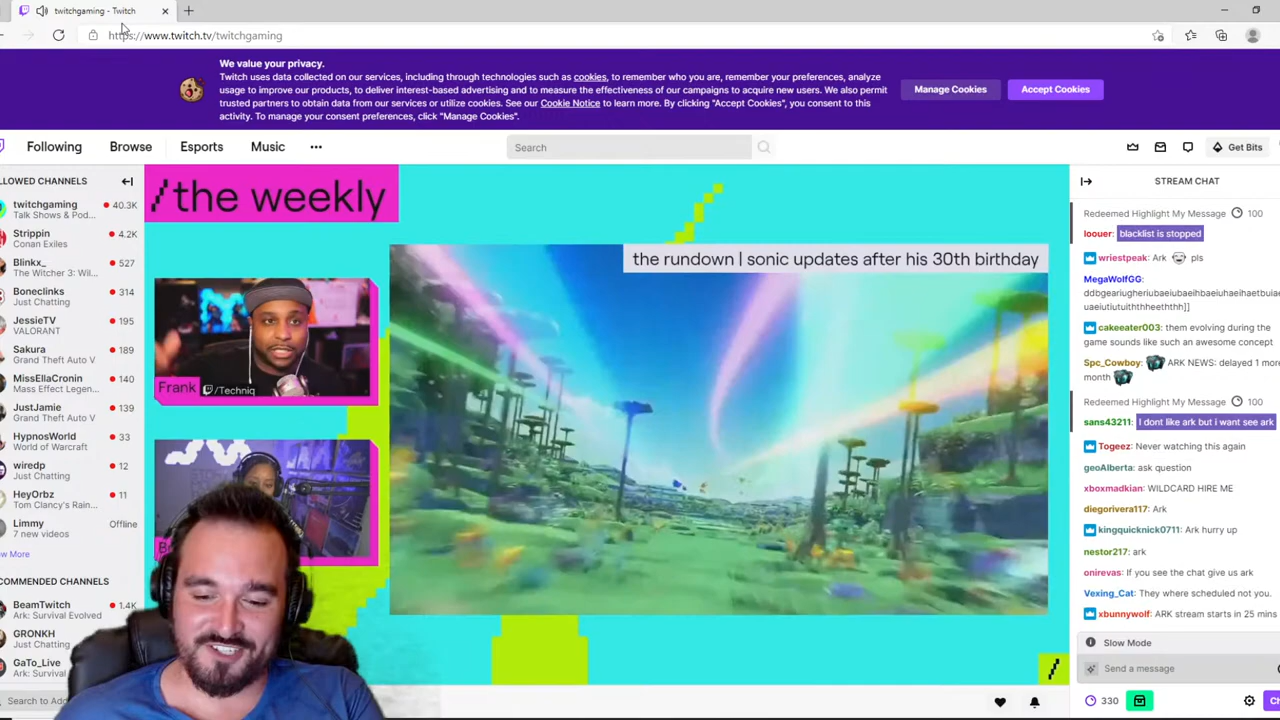 twitchgaming - Twitch
https://www.twitch.tv/twitchgaming
We value your privacy.
Twitch uses data collected on our services, including through technologies such as cookies, to remember who you are, remember your preferences, analyze
usage to improve our products, to deliver interest-based advertising and to measure the effectiveness of our campaigns to acquire new users. We also permit
trusted partners to obtain data from our services or utilize cookies. See our Cookie Notice to learn more. By clicking "Accept Cookies", you consent to this
activity. To manage your consent preferences, click "Manage Cookies".
Manage Cookies
Accept Cookies
Following
Browse
Esports
Music
Search
Get Bits
LLOWED CHANNELS
twitchgaming 40.3K
Talk Shows & Pod...
Strippin 4.2K
Conan Exiles
Blinkx_ 527
The Witcher 3: Wil...
Boneclinks 314
Just Chatting
JessieTV 195
VALORANT
Sakura 189
Grand Theft Auto V
MissEllaCronin 140
Mass Effect Legen...
JustJamie 139
Grand Theft Auto V
HypnosWorld 33
World of Warcraft
wiredp 12
Just Chatting
HeyOrbz 11
Tom Clancy's Rain...
Limmy Offline
7 new videos
ow More
COMMENDED CHANNELS
BeamTwitch 1.4K
Ark: Survival Evolved
GRONKH
Just Chatting
GaTo_Live
Ark: Surviva
Search to Add
/the weekly
the rundown | sonic updates after his 30th birthday
Frank
/Techniq
STREAM CHAT
Redeemed Highlight My Message 100
loouer: blacklist is stopped
wriestpeak: Ark pls
MegaWolfGG:
ddbgeariugheriubaeiubaeihbaeiuhaeihaetbuiae
uaeiutiutuithhtheethhth]]
cakeeater003: them evolving during the
game sounds like such an awesome concept
Spc_Cowboy: ARK NEWS: delayed 1 more
month
Redeemed Highlight My Message 100
sans43211: I dont like ark but i want see ark
Togeez: Never watching this again
geoAlberta: ask question
xboxmadkian: WILDCARD HIRE ME
diegorivera117: Ark
kingquicknick0711: Ark hurry up
nestor217: ark
onirevas: If you see the chat give us ark
Vexing_Cat: They where scheduled not you.
xbunnywolf: ARK stream starts in 25 mins
Slow Mode
Send a message
330
Ch